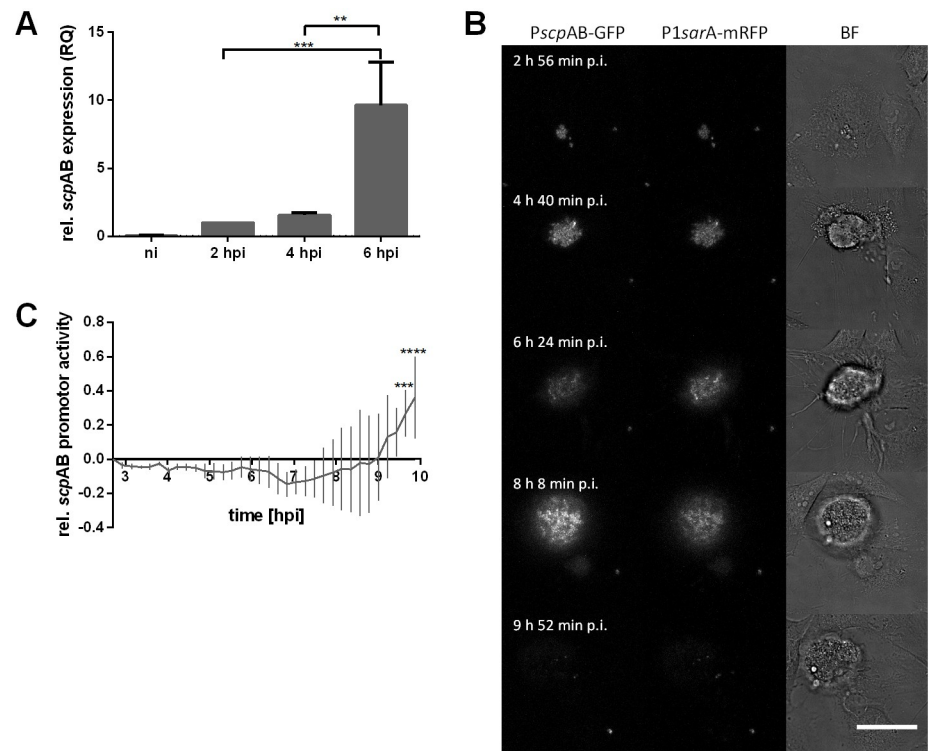 A
rel. scpAB expression (RQ)
15
10
5
0
**
***
ni
2 hpi
4 hpi
6 hpi
B
PscpAB-GFP
P1sarA-mRFP
BF
2 h 56 min p.i.
4 h 40 min p.i.
6 h 24 min p.i.
8 h 8 min p.i.
9 h 52 min p.i.
C
rel. scpAB promotor activity
0.8
0.6
0.4
0.2
0.0
-0.2
-0.4
****
***
3
4
5
6
7
8
9
10
time [hpi]